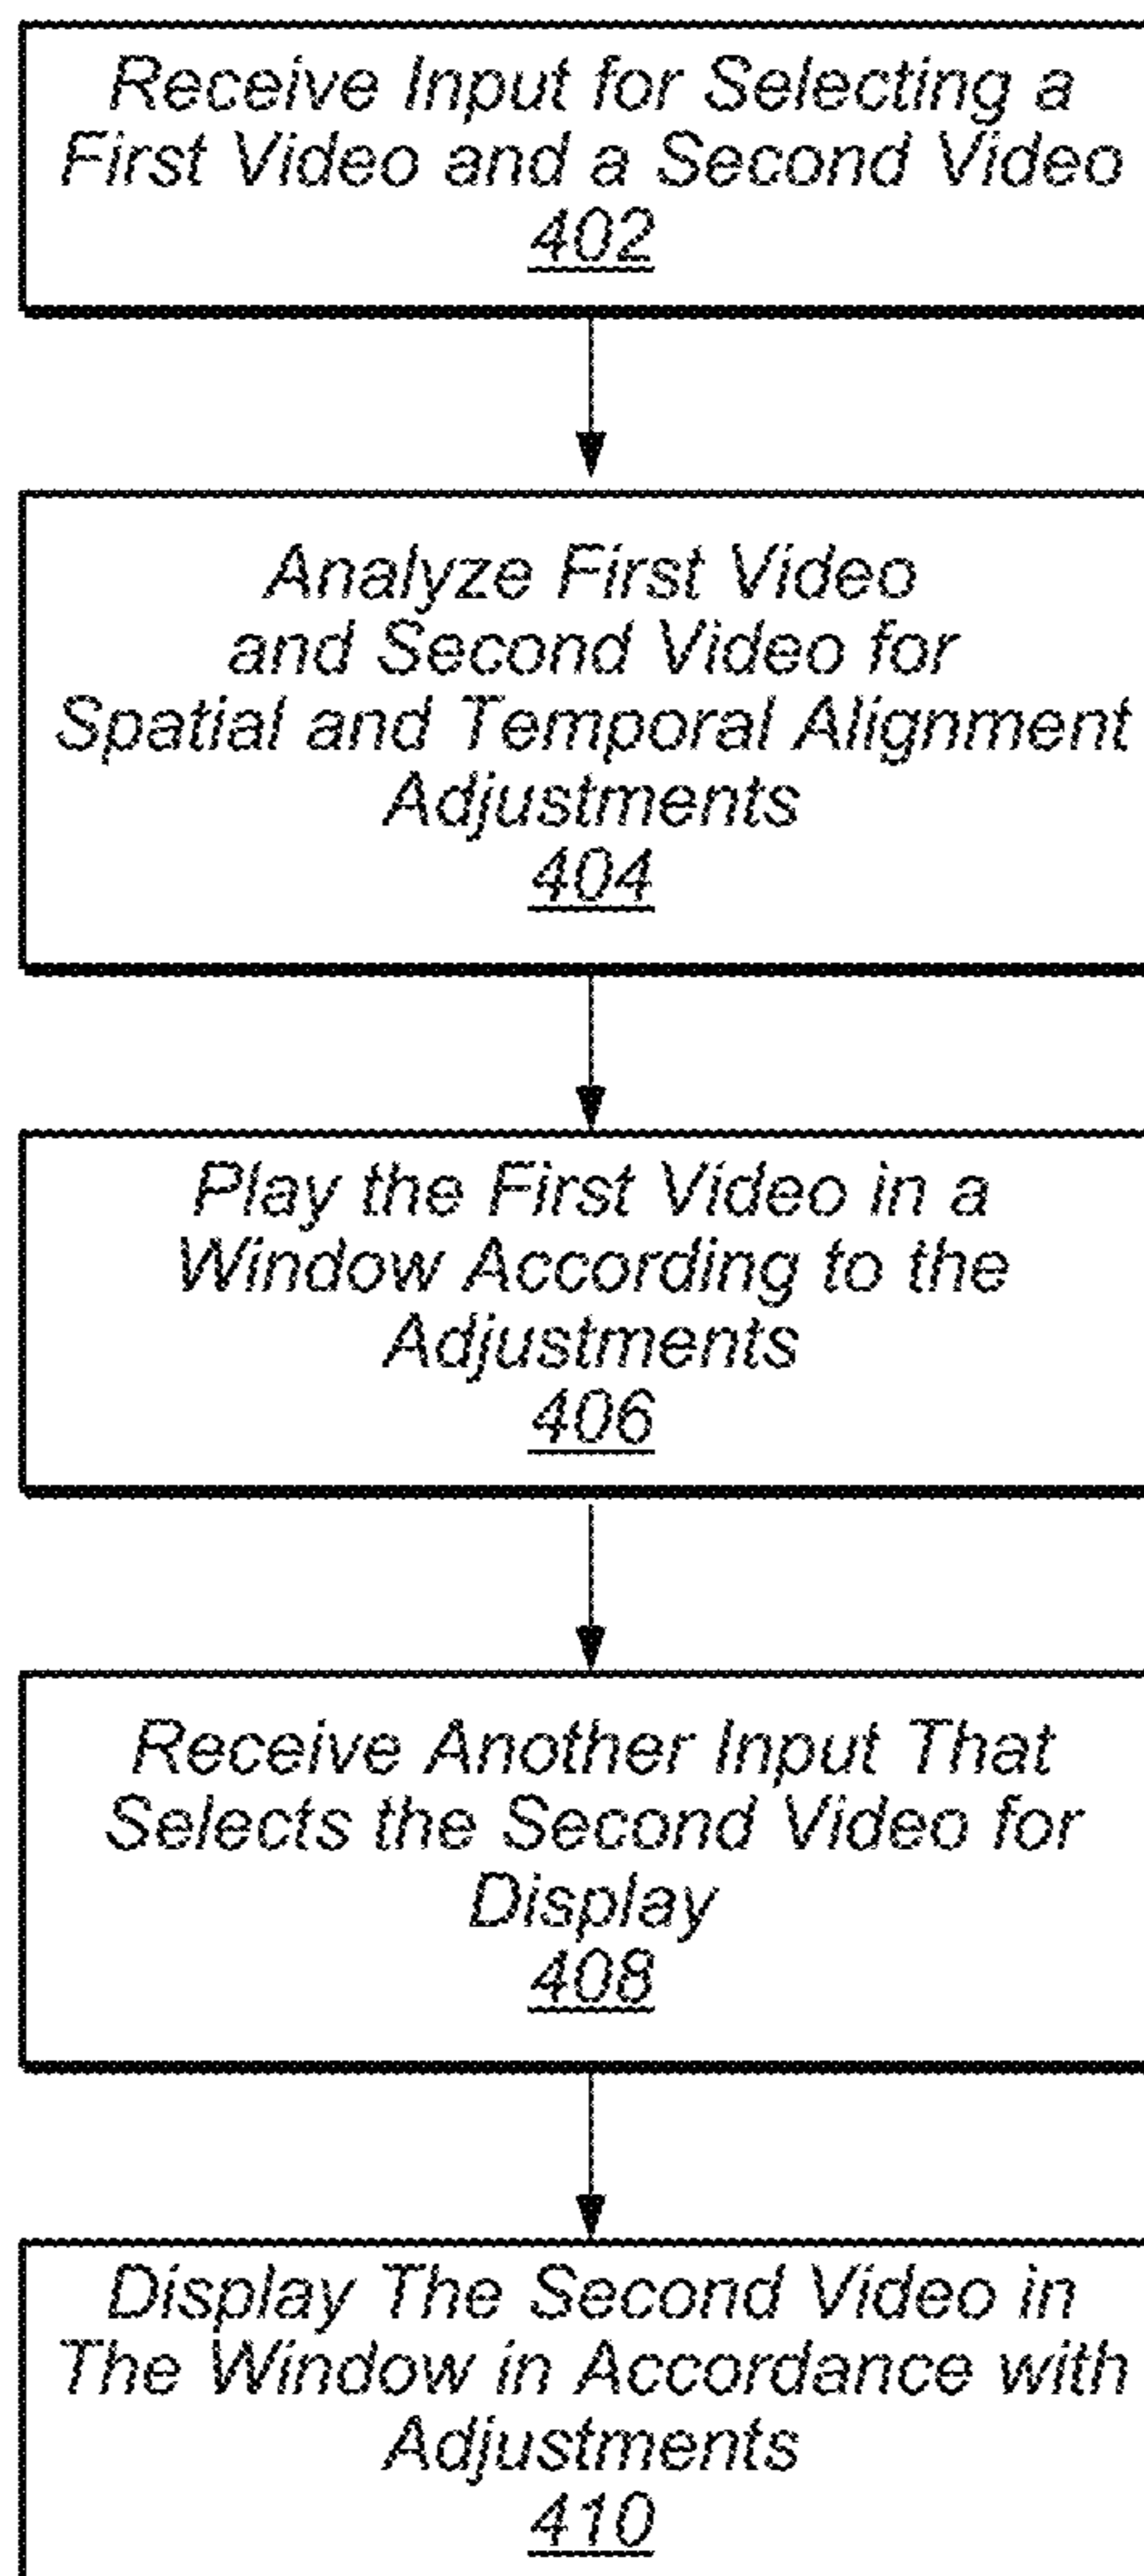 Receive Input for Selecting a
First Video and a Second Video
402
Analyze First Video
and Second Video for
Spatial and Temporal Alignment
Adjustments
404
Play the First Video in a
Window According to the
Adjustments
406
Receive Another Input That
Selects the Second Video for
Display
408
Display The Second Video in
The Window in Accordance with
Adjustments
410